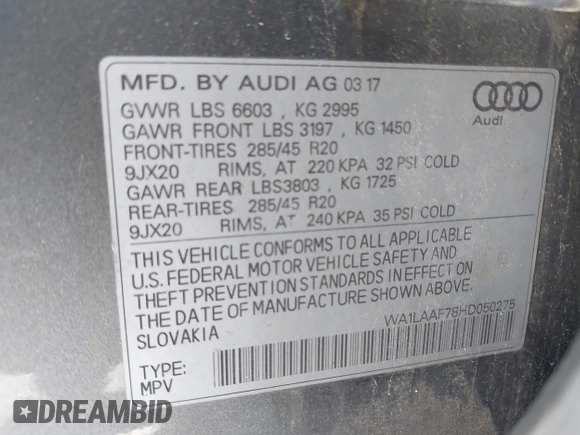 MFD. BY AUDI AG 03 17
GVWR LBS 6603 , KG 2995
GAWR FRONT LBS 3197 , KG 1450
FRONT-TIRES 285/45 R20
9JX20 RIMS, AT 220 KPA 32 PSI COLD
GAWR REAR LBS3803 , KG 1725
REAR-TIRES 285/45 R20
9JX20 RIMS, AT 240 KPA 35 PSI COLD
THIS VEHICLE CONFORMS TO ALL APPLICABLE
U.S. FEDERAL MOTOR VEHICLE SAFETY AND
THEFT PREVENTION STANDARDS IN EFFECT ON
THE DATE OF MANUFACTURE SHOWN ABOVE.
SLOVAKIA
WA1LAAF78HD050275
TYPE:
MPV
Audi
DREAMBID